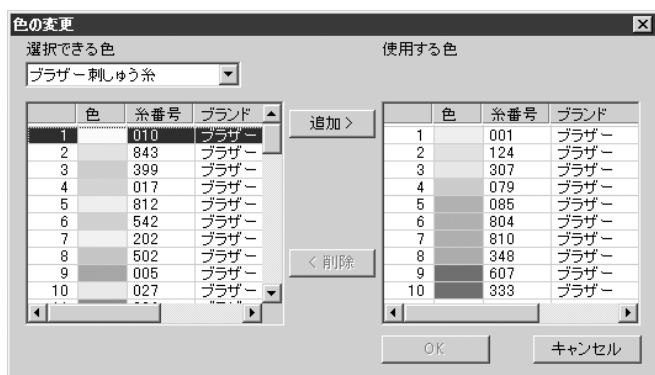 色の変更
選択できる色
使用する色
ブラザー刺しゅう糸
色 糸番号 ブランド
1 010 ブラザー
2 843 ブラザー
3 399 ブラザー
4 017 ブラザー
5 812 ブラザー
6 542 ブラザー
7 202 ブラザー
8 502 ブラザー
9 005 ブラザー
10 027 ブラザー
追加 >
< 削除
色 糸番号 ブランド
1 001 ブラザー
2 124 ブラザー
3 307 ブラザー
4 079 ブラザー
5 085 ブラザー
6 804 ブラザー
7 810 ブラザー
8 348 ブラザー
9 607 ブラザー
10 333 ブラザー
OK
キャンセル